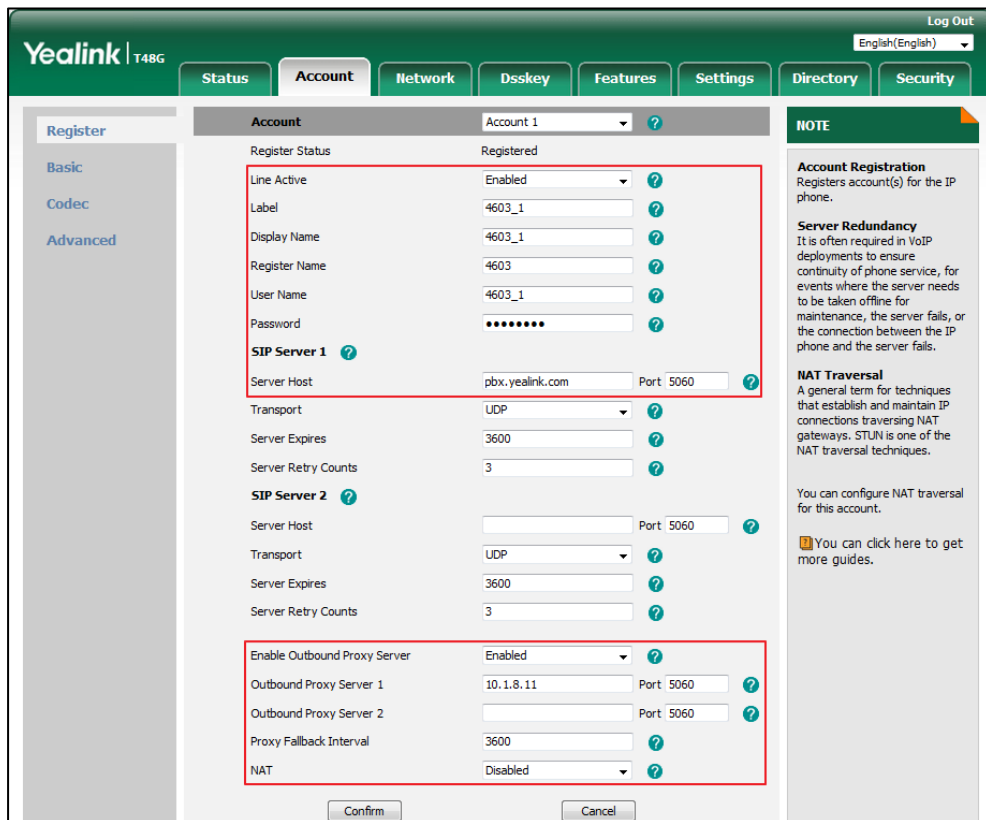 Log Out
Yealink | T48G
English(English)
Status Account Network Dsskey Features Settings Directory Security
Register
Basic
Codec
Advanced
Account Account 1 ?
Register Status Registered
Line Active Enabled ?
Label 4603_1 ?
Display Name 4603_1 ?
Register Name 4603 ?
User Name 4603_1 ?
Password •••••••• ?
SIP Server 1 ?
Server Host pbx.yealink.com Port 5060 ?
Transport UDP ?
Server Expires 3600 ?
Server Retry Counts 3 ?
SIP Server 2 ?
Server Host Port 5060 ?
Transport UDP ?
Server Expires 3600 ?
Server Retry Counts 3 ?
Enable Outbound Proxy Server Enabled ?
Outbound Proxy Server 1 10.1.8.11 Port 5060 ?
Outbound Proxy Server 2 Port 5060 ?
Proxy Fallback Interval 3600 ?
NAT Disabled ?
Confirm Cancel
NOTE
Account Registration
Registers account(s) for the IP
phone.
Server Redundancy
It is often required in VoIP
deployments to ensure
continuity of phone service, for
events where the server needs
to be taken offline for
maintenance, the server fails, or
the connection between the IP
phone and the server fails.
NAT Traversal
A general term for techniques
that establish and maintain IP
connections traversing NAT
gateways. STUN is one of the
NAT traversal techniques.
You can configure NAT traversal
for this account.
? You can click here to get
more guides.